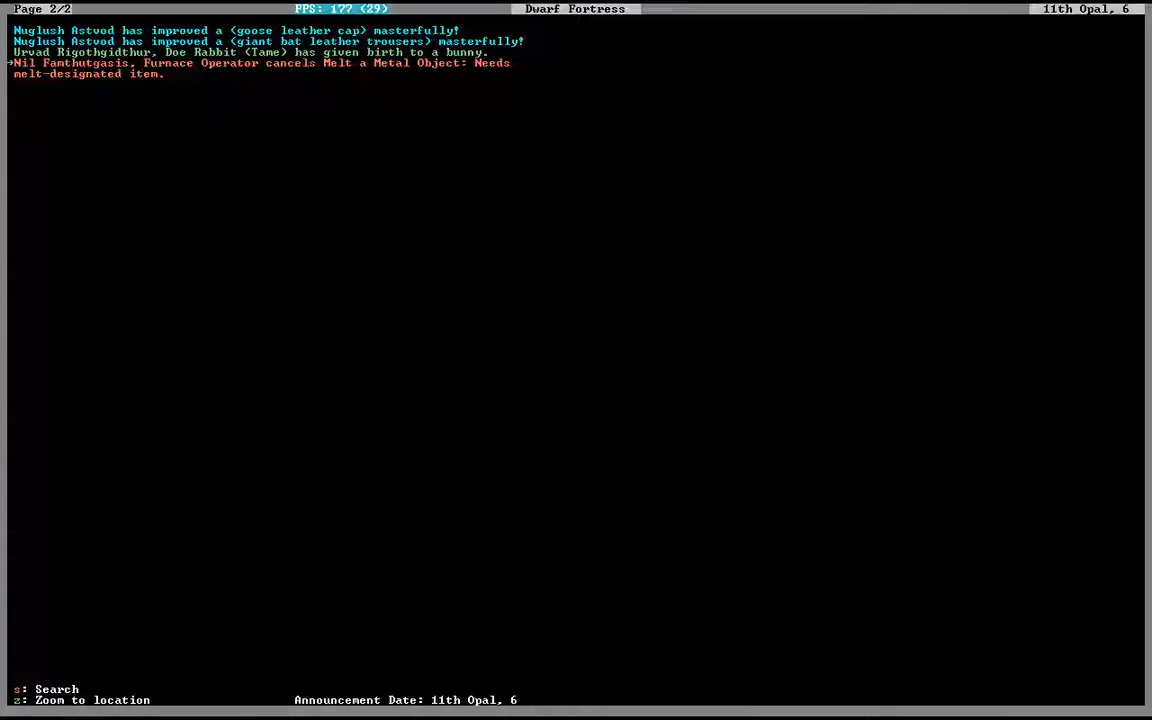 Page 2/2 FPS: 177 (29) Dwarf Fortress 11th Opal, 6
Nuglush Astvod has improved a (goose leather cap) masterfully!
Nuglush Astvod has improved a (giant bat leather trousers) masterfully!
Urvad Rigothgidthur, Doe Rabbit (Tame) has given birth to a bunny.
→Nil Famthutgasis, Furnace Operator cancels Melt a Metal Object: Needs
melt-designated item.
s: Search
z: Zoom to location Announcement Date: 11th Opal, 6